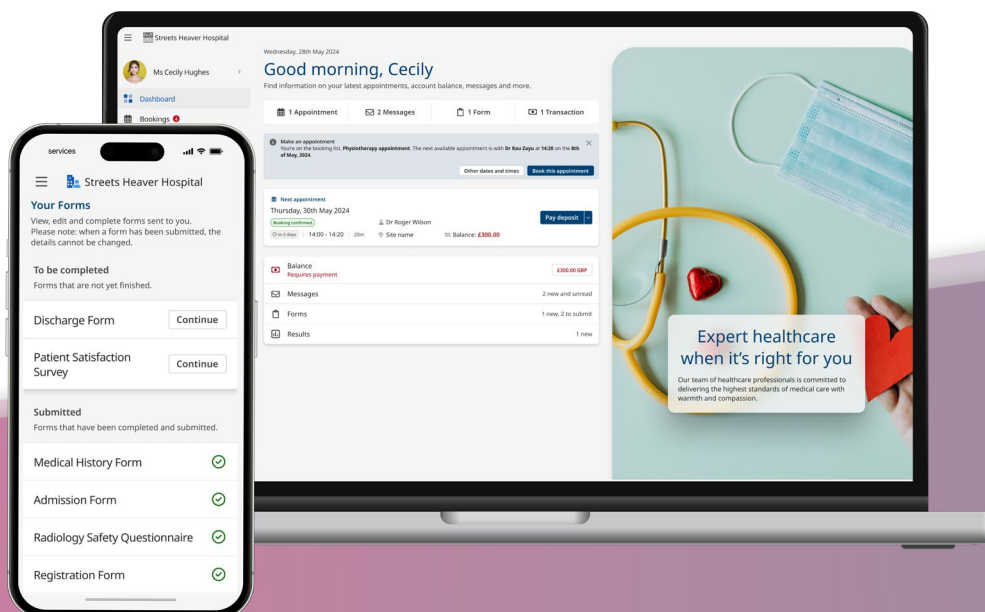 Streets Heaver Hospital
Ms Cecily Hughes
Dashboard
Bookings 4
Wednesday, 28th May 2024
Good morning, Cecily
Find information on your latest appointments, account balance, messages and more.
1 Appointment
2 Messages
1 Form
1 Transaction
Make an appointment
You're on the booking list, Physiotherapy appointment. The next available appointment is with Dr Rau Zayu at 14:20 on the 8th
of May, 2024.
Other dates and times
Book this appointment
Next appointment
Thursday, 30th May 2024
Booking confirmed
Dr Roger Wilson
in 2 days
14:00 - 14:20
20m
Site name
Balance: £300.00
Pay deposit
Balance
Requires payment
£300.00 GBP
Messages
2 new and unread
Forms
1 new, 2 to submit
Results
1 new
Expert healthcare
when it's right for you
Our team of healthcare professionals is committed to
delivering the highest standards of medical care with
warmth and compassion.
services
Streets Heaver Hospital
Your Forms
View, edit and complete forms sent to you.
Please note: when a form has been submitted, the
details cannot be changed.
To be completed
Forms that are not yet finished.
Discharge Form
Continue
Patient Satisfaction
Survey
Continue
Submitted
Forms that have been completed and submitted.
Medical History Form
Admission Form
Radiology Safety Questionnaire
Registration Form